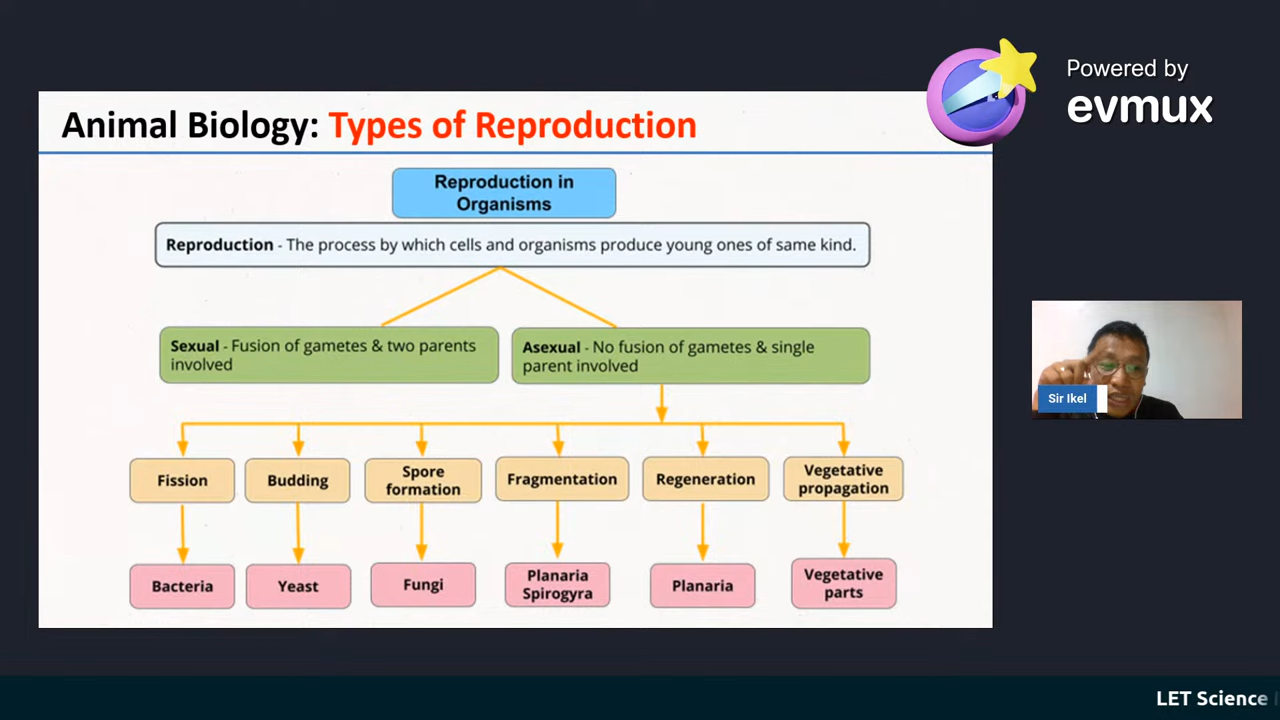 Powered by
evmux
Animal Biology: Types of Reproduction
Reproduction in
Organisms
Reproduction - The process by which cells and organisms produce young ones of same kind.
Sexual - Fusion of gametes & two parents
involved
Asexual - No fusion of gametes & single
parent involved
Sir Ikel
Fission
Budding
Spore
formation
Fragmentation
Regeneration
Vegetative
propagation
Bacteria
Yeast
Fungi
Planaria
Spirogyra
Planaria
Vegetative
parts
LET Science